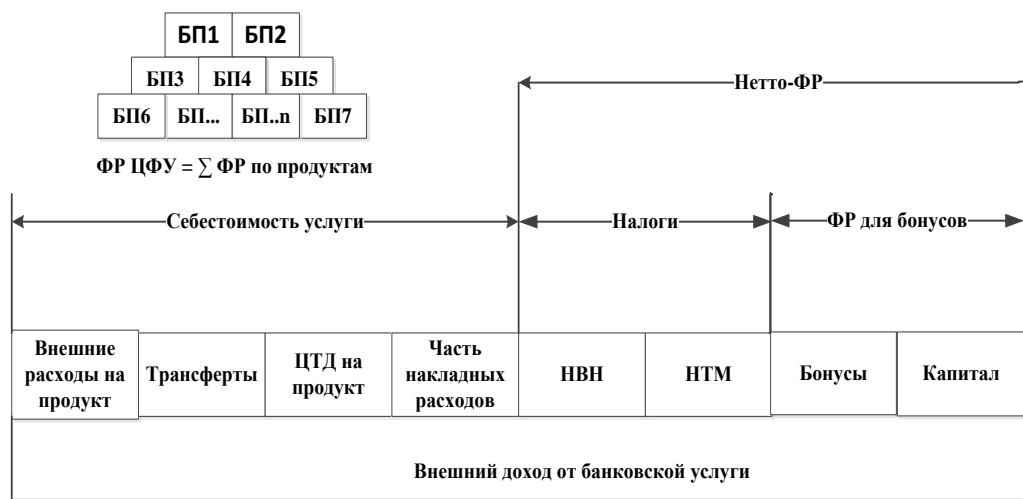 БП1 БП2
БП3 БП4 БП5
БП6 БП... БП..n БП7
ФР ЦФУ = ∑ ФР по продуктам
Нетто-ФР
Себестоимость услуги Налоги ФР для бонусов
Внешние
расходы на
продукт
Трансферты
ЦТД на
продукт
Часть
накладных
расходов
НВН
НТМ
Бонусы
Капитал
Внешний доход от банковской услуги